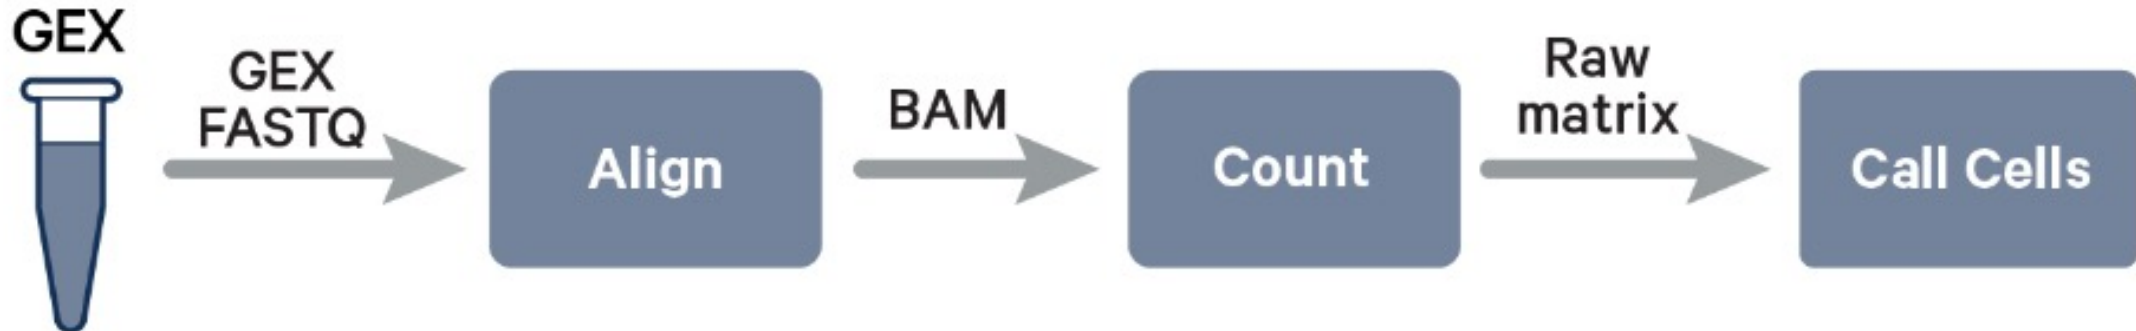 GEX
GEX
FASTQ
Align
BAM
Count
Raw
matrix
Call Cells